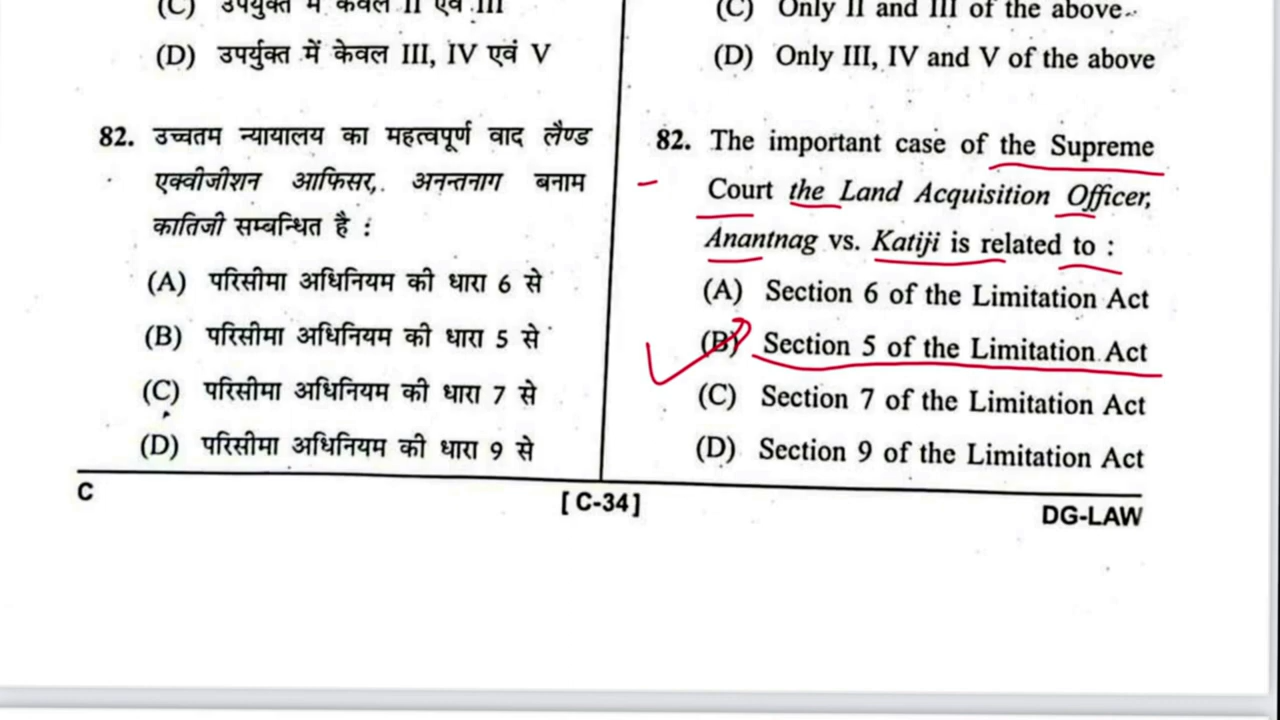 (C) उपर्युक्त में केवल II एवं III
(D) उपर्युक्त में केवल III, IV एवं V
82. उच्चतम न्यायालय का महत्वपूर्ण वाद लैण्ड
एक्वीजीशन आफिसर, अनन्तनाग बनाम
कातिजी सम्बन्धित है :
(A) परिसीमा अधिनियम की धारा 6 से
(B) परिसीमा अधिनियम की धारा 5 से
(C) परिसीमा अधिनियम की धारा 7 से
(D) परिसीमा अधिनियम की धारा 9 से
(C) Only II and III of the above
(D) Only III, IV and V of the above
82. The important case of the Supreme
Court the Land Acquisition Officer,
Anantnag vs. Katiji is related to :
(A) Section 6 of the Limitation Act
(B) Section 5 of the Limitation Act
(C) Section 7 of the Limitation Act
(D) Section 9 of the Limitation Act
C [ C-34 ] DG-LAW